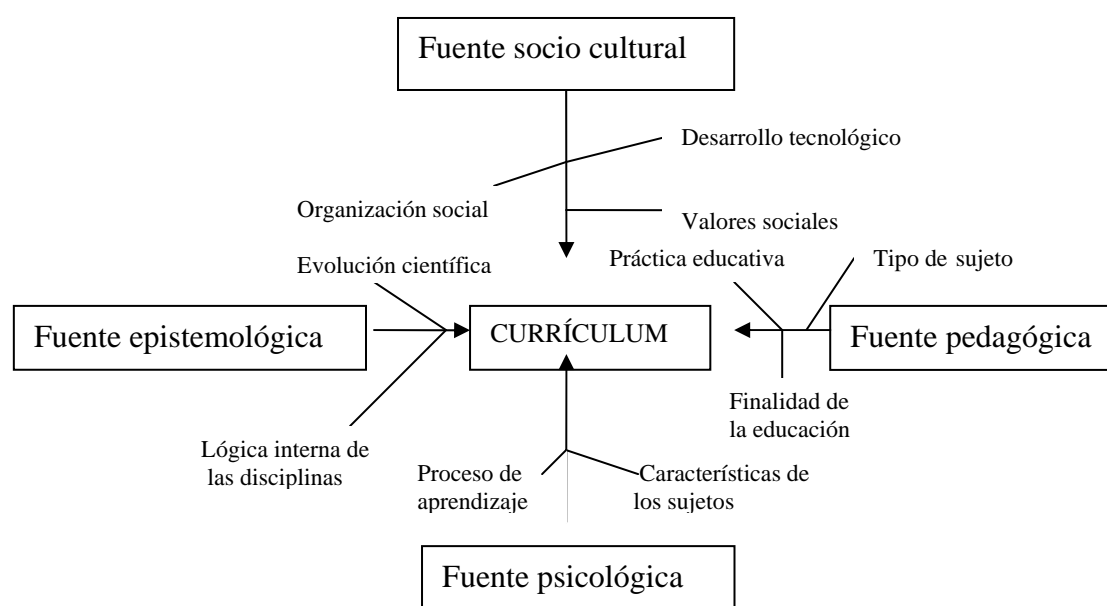 Fuente socio cultural
Desarrollo tecnológico
Organización social
Valores sociales
Evolución científica
Práctica educativa
Tipo de sujeto
Fuente epistemológica
CURRÍCULUM
Fuente pedagógica
Finalidad de
la educación
Lógica interna de
las disciplinas
Proceso de
aprendizaje
Características de
los sujetos
Fuente psicológica